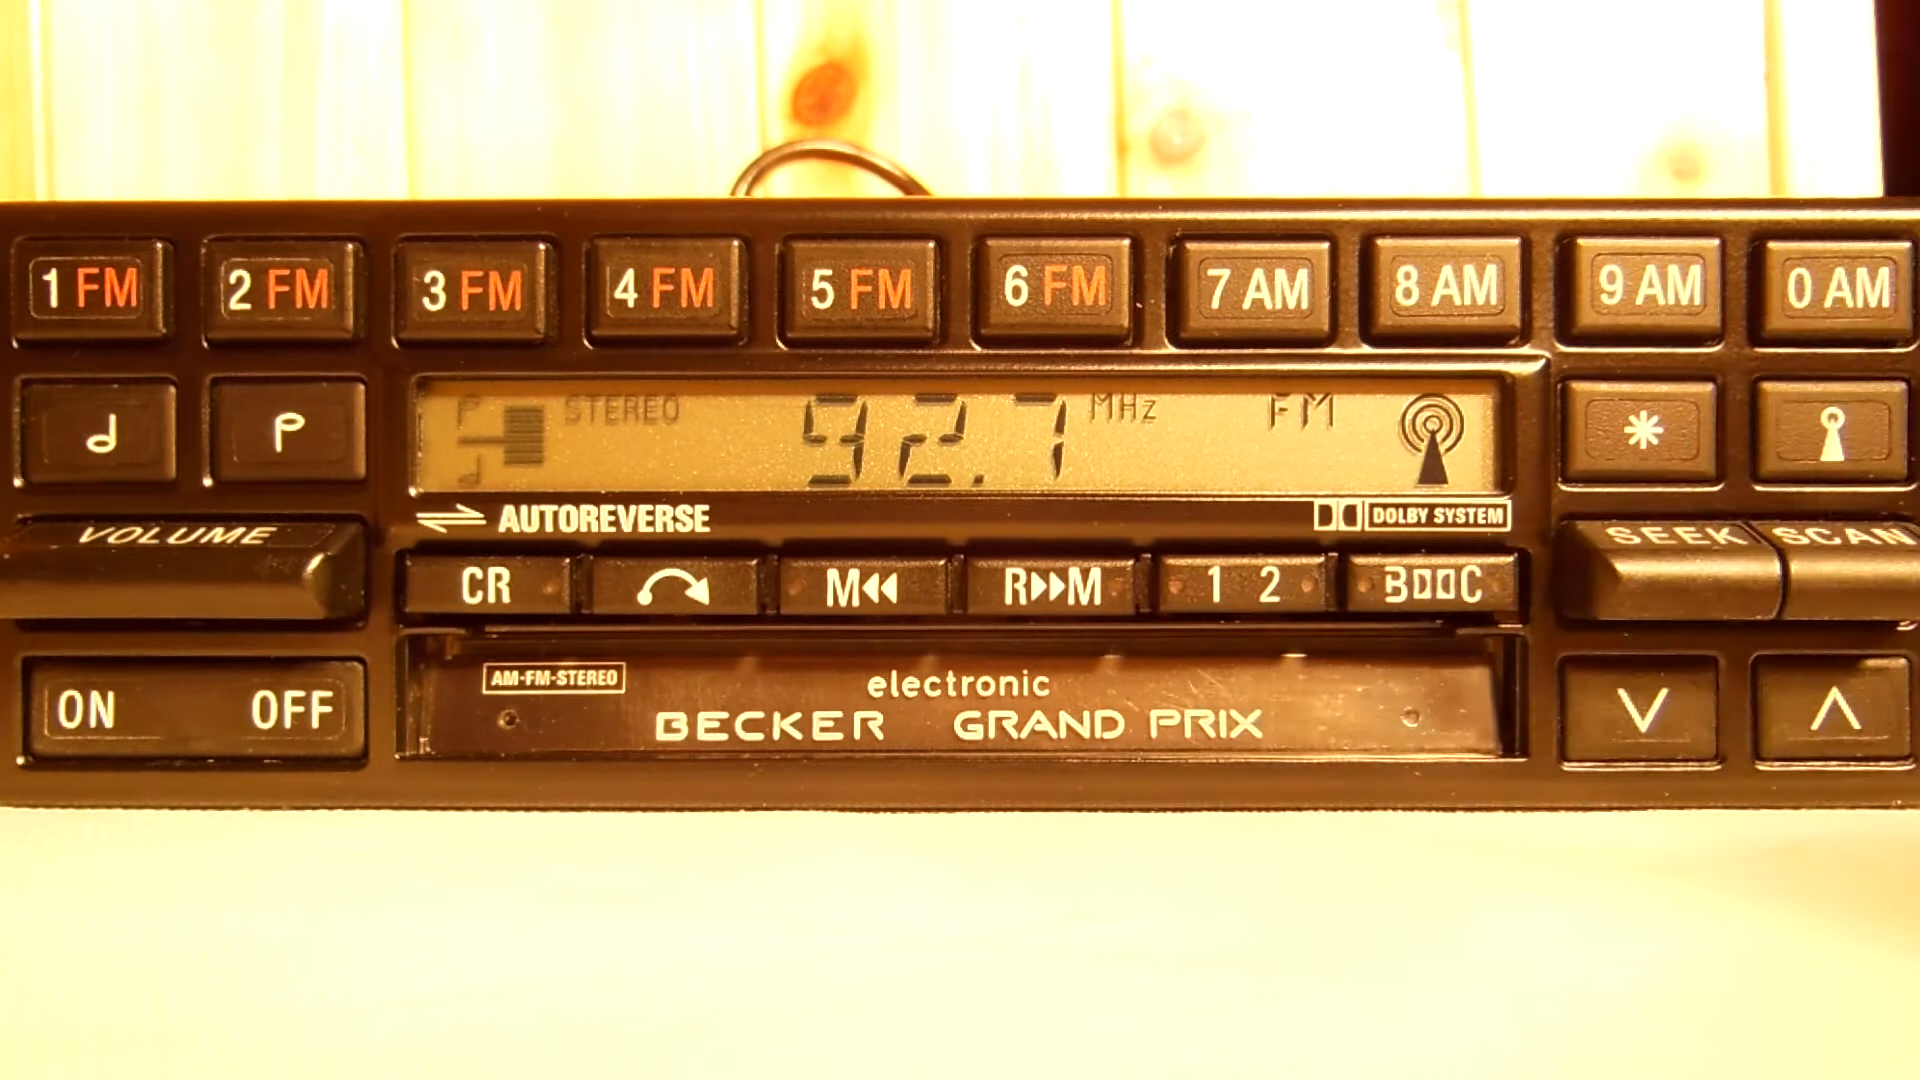 1 FM 2 FM 3 FM 4 FM 5 FM 6 FM 7 AM 8 AM 9 AM 0 AM
STEREO 92.7 MHz FM
AUTOREVERSE DOLBY SYSTEM
VOLUME SEEK SCAN
CR M R M 1 2 B C
AM-FM-STEREO electronic
ON OFF BECKER GRAND PRIX